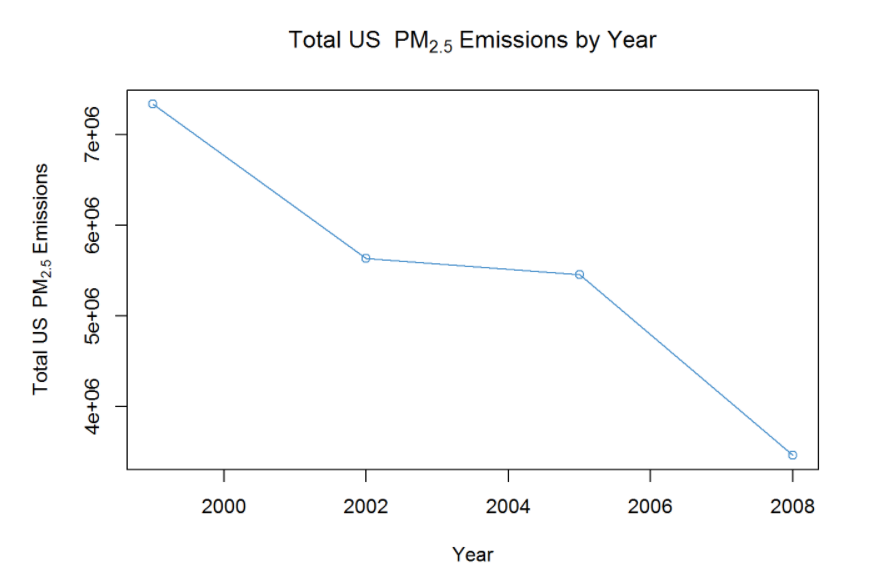 Total US PM2.5 Emissions by Year
Total US PM2.5 Emissions
7e+06
6e+06
5e+06
4e+06
2000 2002 2004 2006 2008
Year